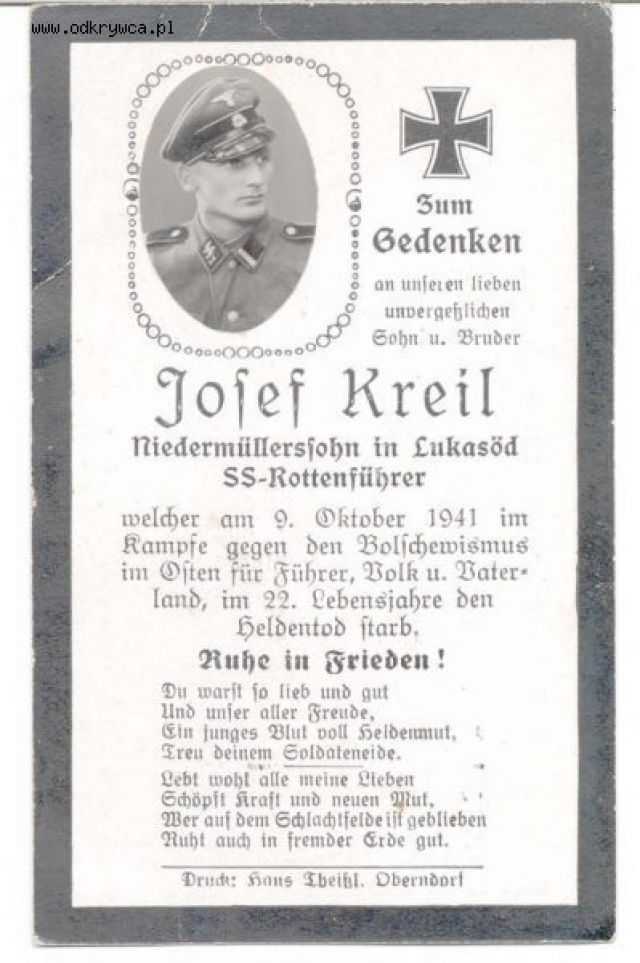 www.odkrywca.pl
Zum
Gedenken
an unseren lieben
unvergeßlichen
Sohn u. Bruder
Josef Kreil
Niedermüllerssohn in Lukasöd
SS-Rottenführer
welcher am 9. Oktober 1941 im
Kampfe gegen den Bolschewismus
im Osten für Führer, Volk u. Vater-
land, im 22. Lebensjahre den
Heldentod starb.
Ruhe in Frieden!
Du warst so lieb und gut
Und unser aller Freude,
Ein junges Blut voll Heldenmut,
Treu deinem Soldateneide.
Lebt wohl alle meine Lieben
Schöpft Kraft und neuen Mut,
Wer auf dem Schlachtfelde ist geblieben
Ruht auch in fremder Erde gut.
Druck: Hans Theißl, Oberndorf